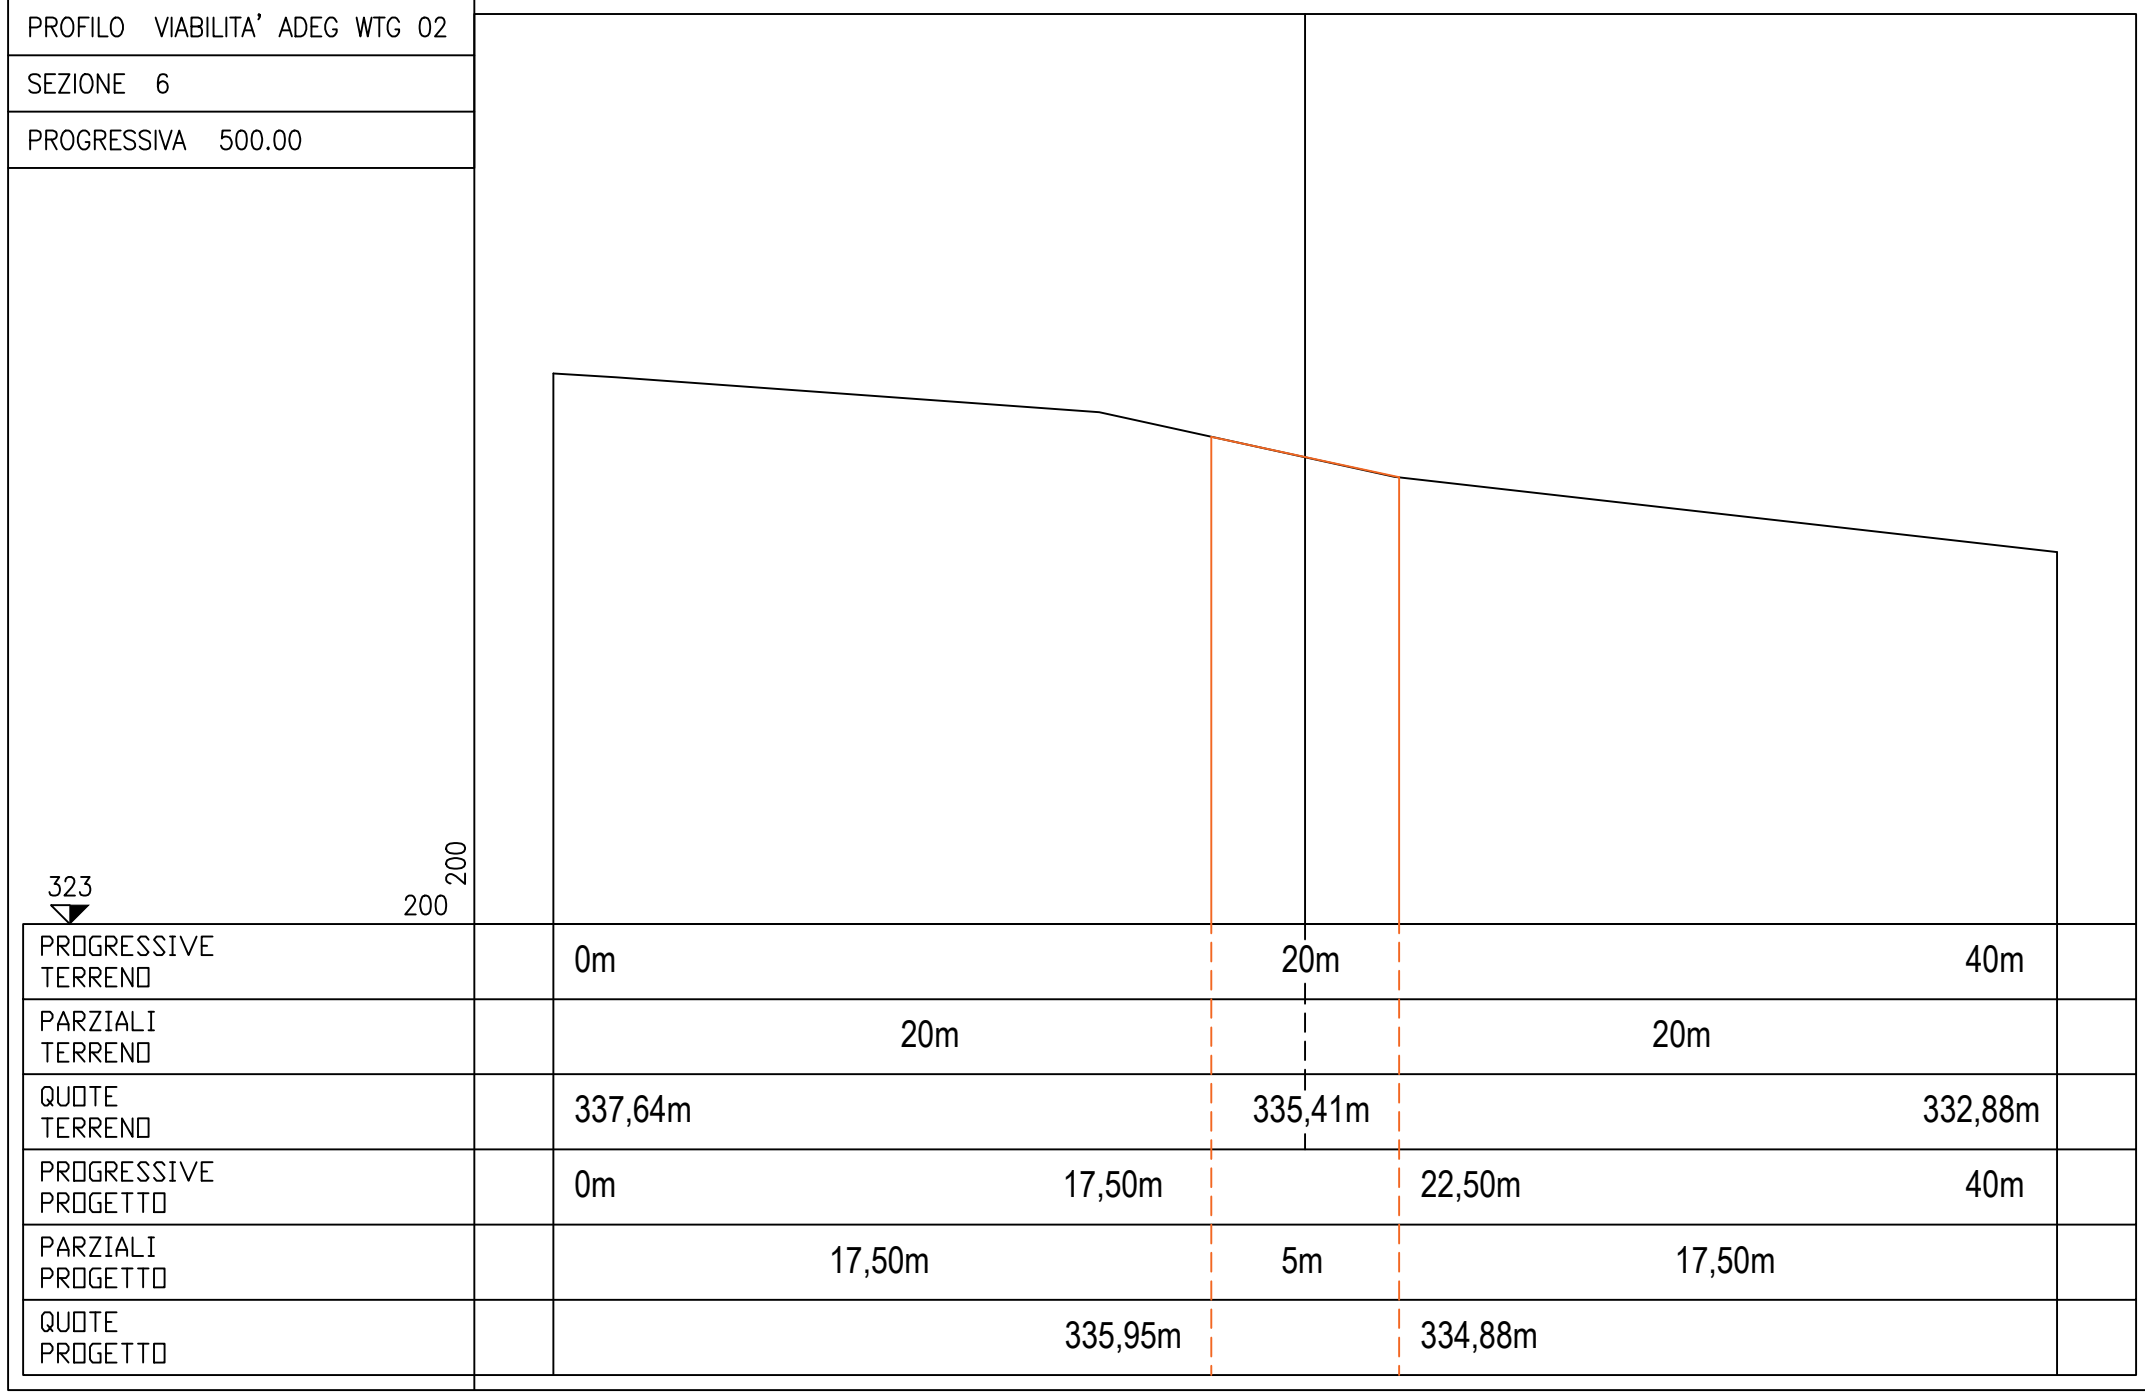 PROFILO VIABILITA' ADEG WTG 02
SEZIONE 6
PROGRESSIVA 500.00
323
200
200
PROGRESSIVE
TERRENO
0m 20m 40m
PARZIALI
TERRENO
20m 20m
QUOTE
TERRENO
337,64m 335,41m 332,88m
PROGRESSIVE
PROGETTO
0m 17,50m 22,50m 40m
PARZIALI
PROGETTO
17,50m 5m 17,50m
QUOTE
PROGETTO
335,95m 334,88m